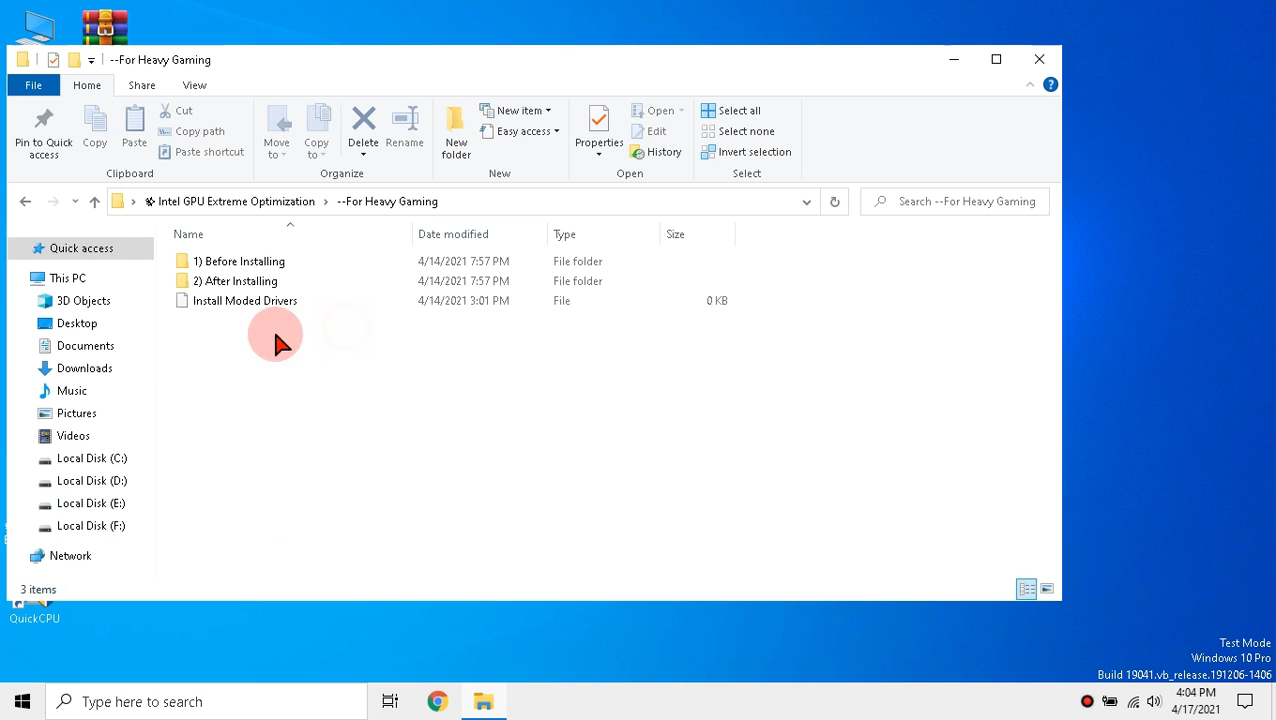 --For Heavy Gaming
File Home Share View
Cut
Copy path
Paste shortcut
Pin to Quick access
Copy
Paste
Move to
Copy to
Delete
Rename
New folder
New item
Easy access
Properties
Open
Edit
History
Select all
Select none
Invert selection
Clipboard Organize New Open Select
Intel GPU Extreme Optimization --For Heavy Gaming
Search --For Heavy Gaming
Name Date modified Type Size
Quick access
This PC
3D Objects
Desktop
Documents
Downloads
Music
Pictures
Videos
Local Disk (C:)
Local Disk (D:)
Local Disk (E:)
Local Disk (F:)
Network
1) Before Installing 4/14/2021 7:57 PM File folder
2) After Installing 4/14/2021 7:57 PM File folder
Install Moded Drivers 4/14/2021 3:01 PM File 0 KB
3 items
QuickCPU
Test Mode
Windows 10 Pro
Build 19041.vb_release.191206-1406
Type here to search
4:04 PM
4/17/2021